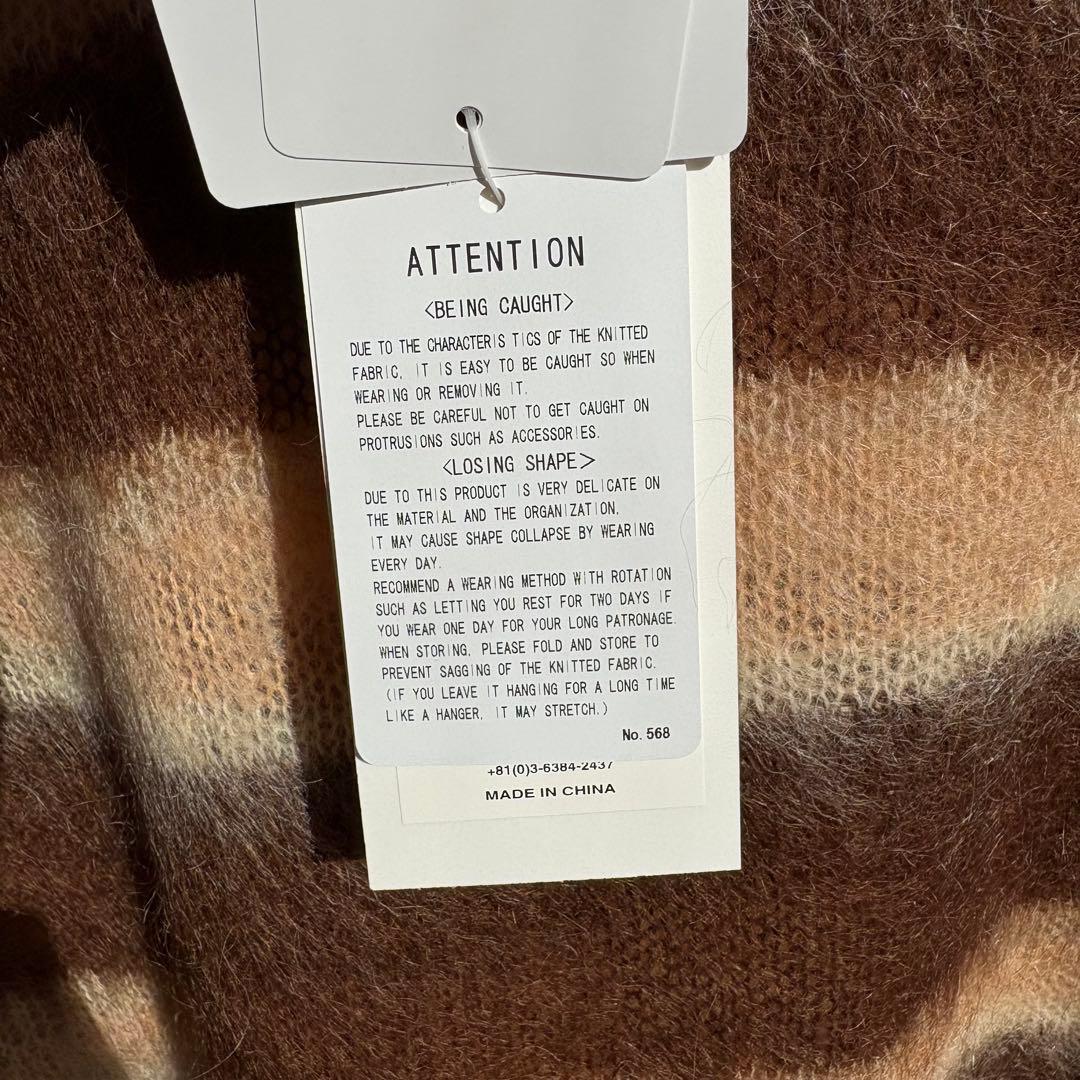 ATTENTION
<BEING CAUGHT>
DUE TO THE CHARACTERIS TICS OF THE KNITTED
FABRIC, IT IS EASY TO BE CAUGHT SO WHEN
WEARING OR REMOVING IT.
PLEASE BE CAREFUL NOT TO GET CAUGHT ON
PROTRUSIONS SUCH AS ACCESSORIES.
<LOSING SHAPE>
DUE TO THIS PRODUCT IS VERY DELICATE ON
THE MATERIAL AND THE ORGANIZATION,
IT MAY CAUSE SHAPE COLLAPSE BY WEARING
EVERY DAY.
RECOMMEND A WEARING METHOD WITH ROTATION
SUCH AS LETTING YOU REST FOR TWO DAYS IF
YOU WEAR ONE DAY FOR YOUR LONG PATRONAGE.
WHEN STORING, PLEASE FOLD AND STORE TO
PREVENT SAGGING OF THE KNITTED FABRIC.
(IF YOU LEAVE IT HANGING FOR A LONG TIME
LIKE A HANGER, IT MAY STRETCH.)
No. 568
+81(0)3-6384-2437
MADE IN CHINA